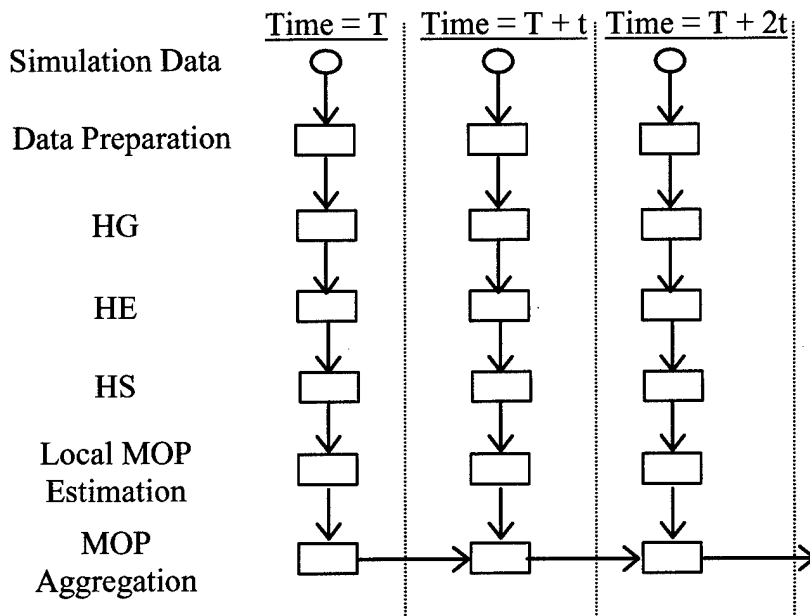 Time = T
Time = T + t
Time = T + 2t
Simulation Data
Data Preparation
HG
HE
HS
Local MOP
Estimation
MOP
Aggregation